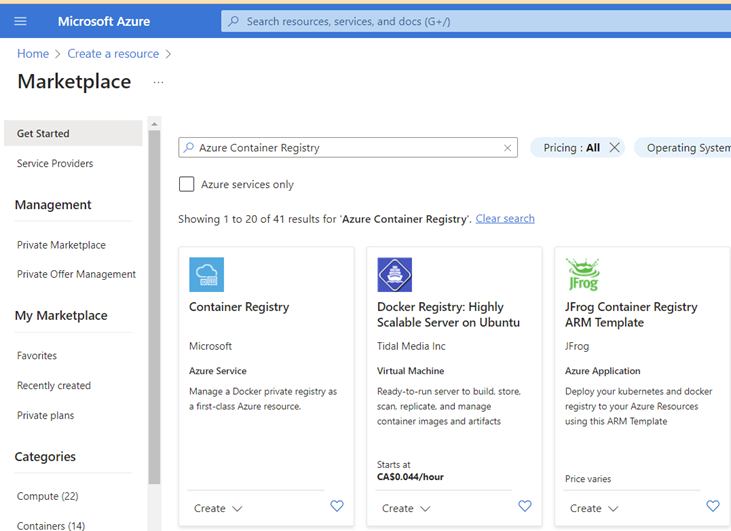 Microsoft Azure
Search resources, services, and docs (G+/)
Home > Create a resource >
Marketplace ...
Get Started
Service Providers
Management
Private Marketplace
Private Offer Management
My Marketplace
Favorites
Recently created
Private plans
Categories
Compute (22)
Containers (14)
Azure Container Registry
Pricing : All
Operating System
Azure services only
Showing 1 to 20 of 41 results for 'Azure Container Registry'. Clear search
Container Registry
Microsoft
Azure Service
Manage a Docker private registry as
a first-class Azure resource.
Create
Docker Registry: Highly
Scalable Server on Ubuntu
Tidal Media Inc
Virtual Machine
Ready-to-run server to build, store,
scan, replicate, and manage
container images and artifacts
Starts at
CA$0.044/hour
Create
JFrog
JFrog Container Registry
ARM Template
JFrog
Azure Application
Deploy your kubernetes and docker
registry to your Azure Resources
using this ARM Template
Price varies
Create